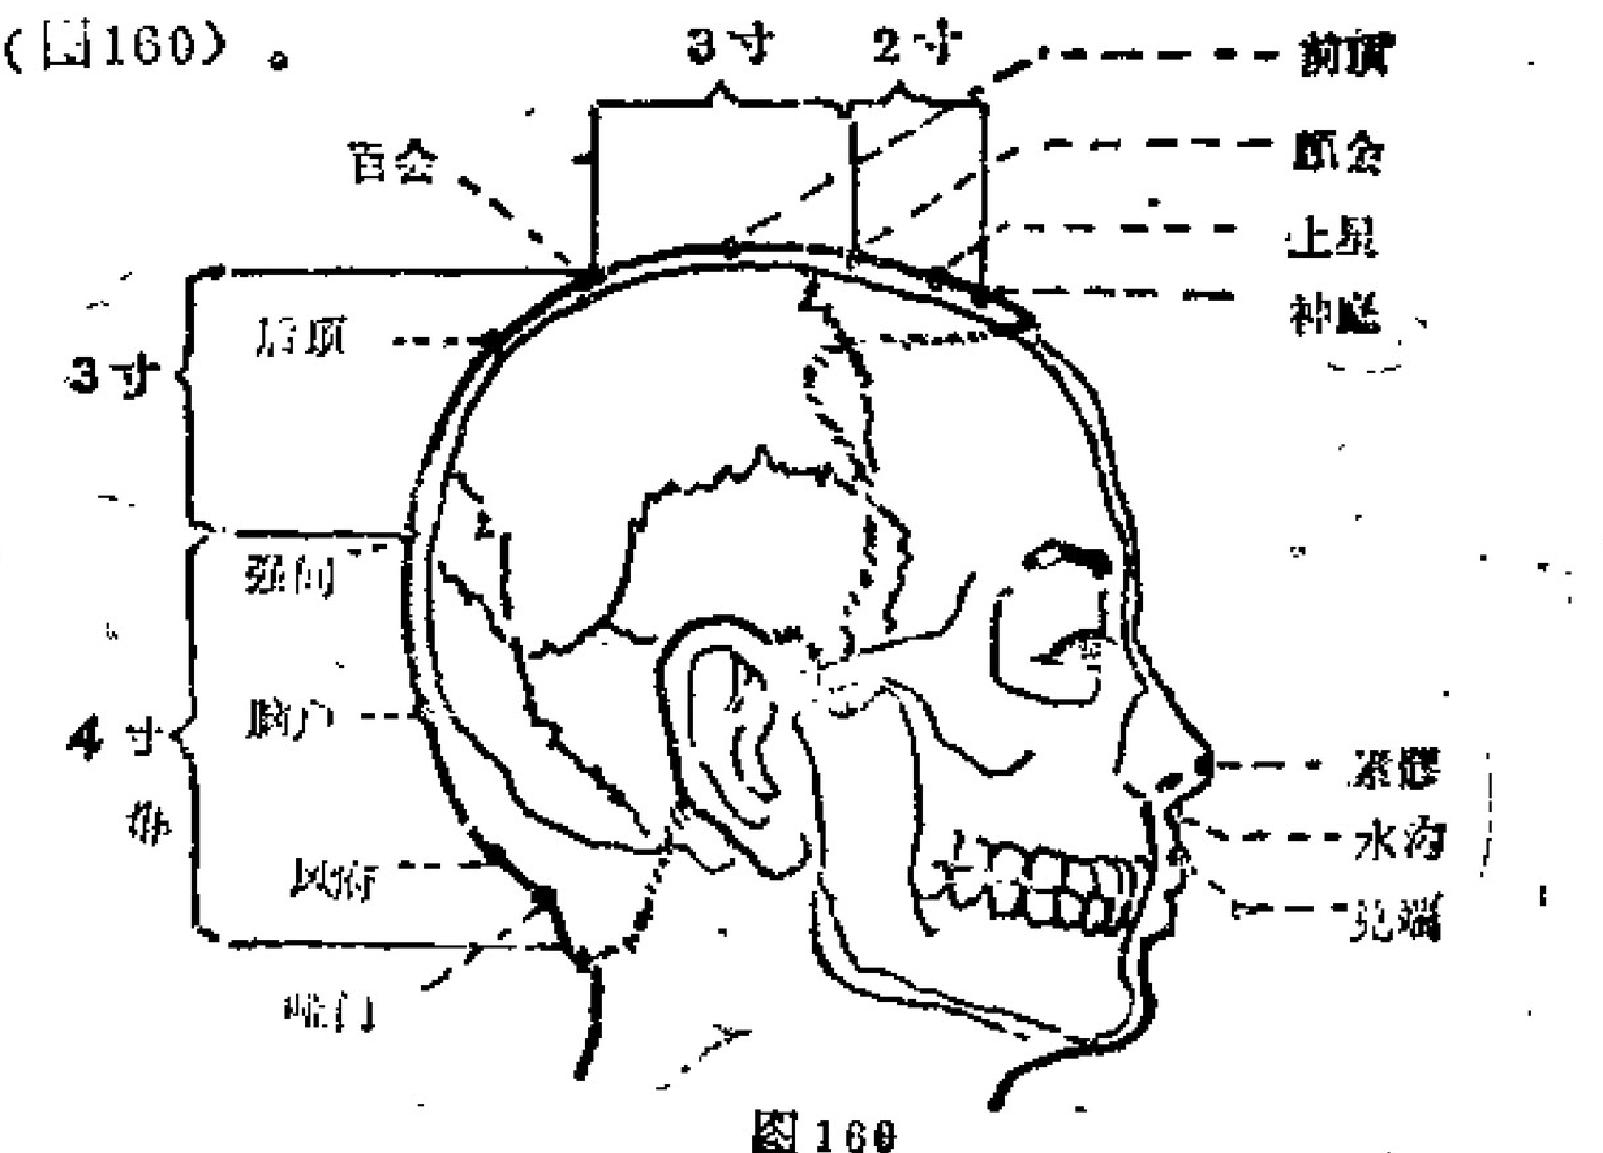 （图160）。
3寸
2寸
前顶
百会
囟会
上星
神庭
后顶
3寸
强间
脑户
4寸
素髎
水沟
兑端
风府
哑门
图160